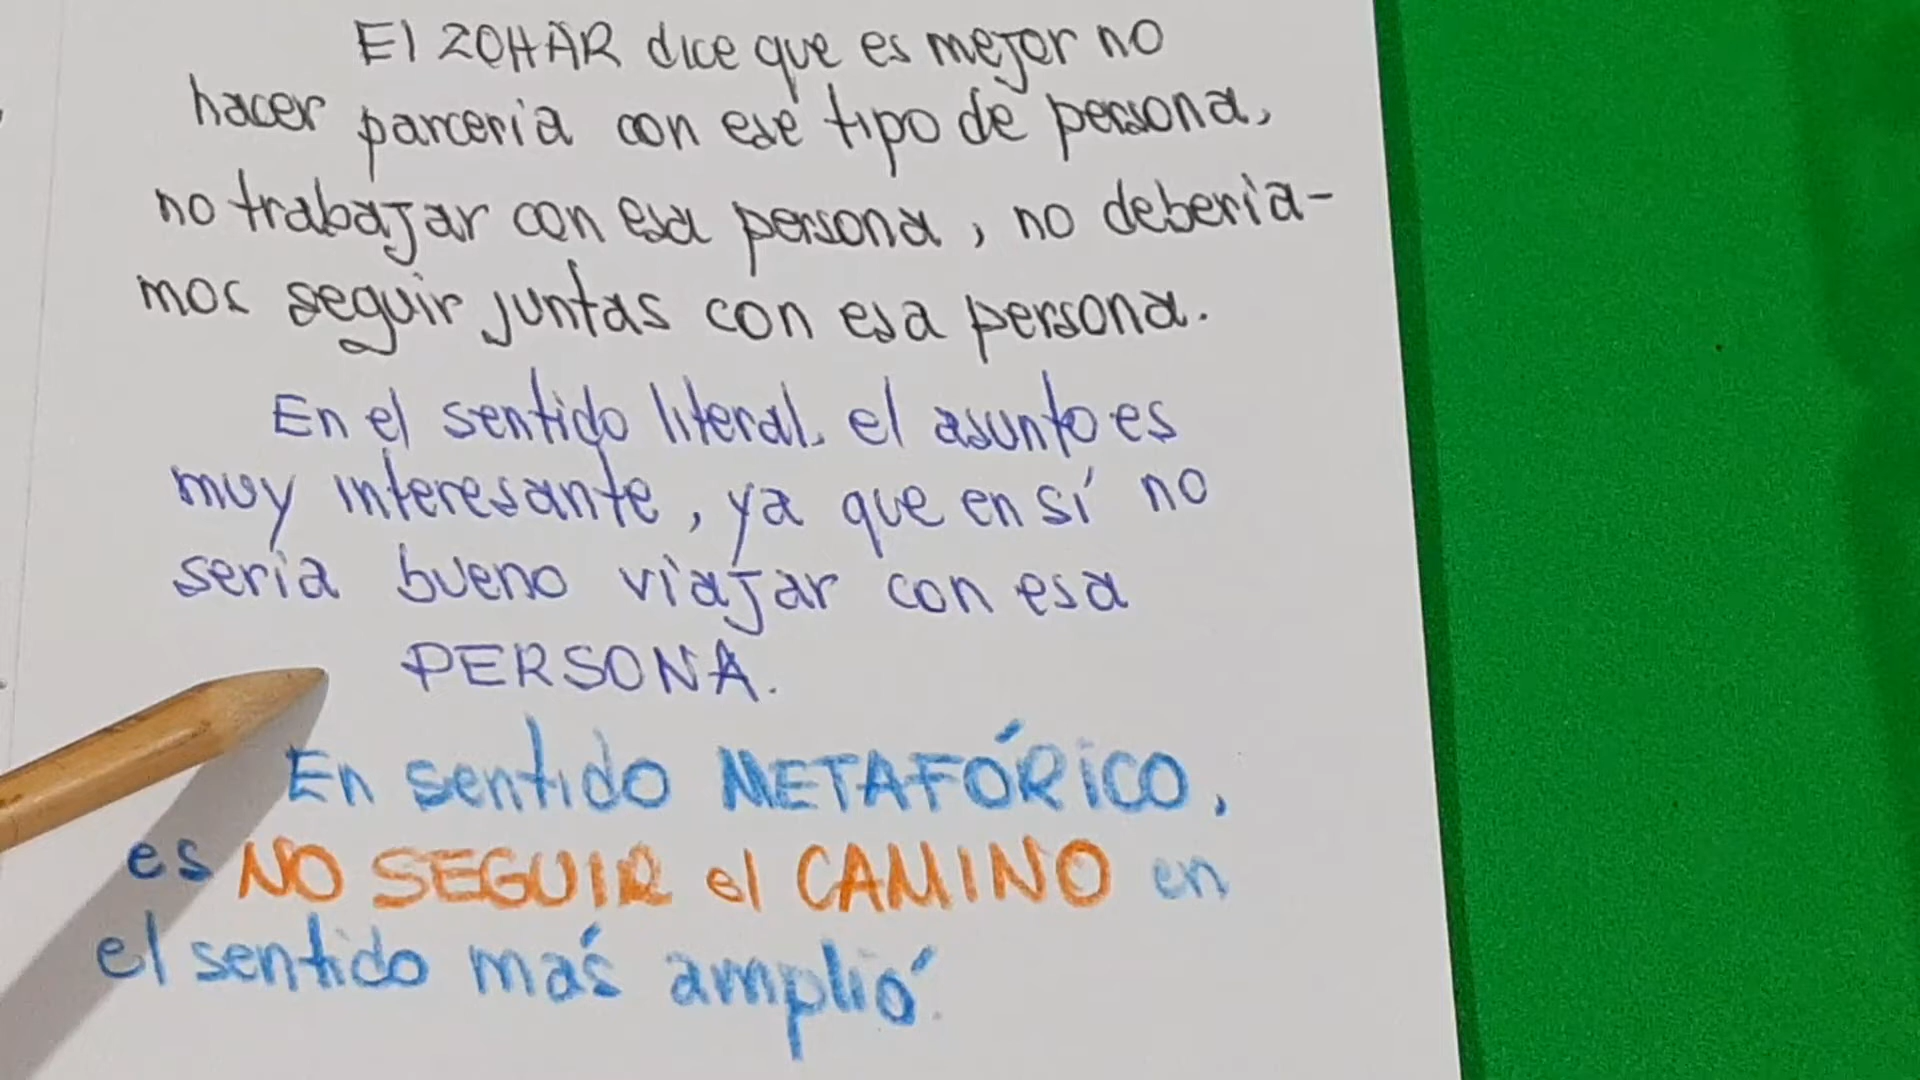 El ZOHAR dice que es mejor no
hacer parceria con ese tipo de persona,
no trabajar con esa persona, no deberia-
mos seguir juntas con esa persona.
En el sentido literal. el asunto es
muy interesante, ya que en sí no
sería bueno viajar con esa
PERSONA.
En sentido METAFÓRiCO,
es NO SEGUIR el CAMINO en
el sentido más amplió.